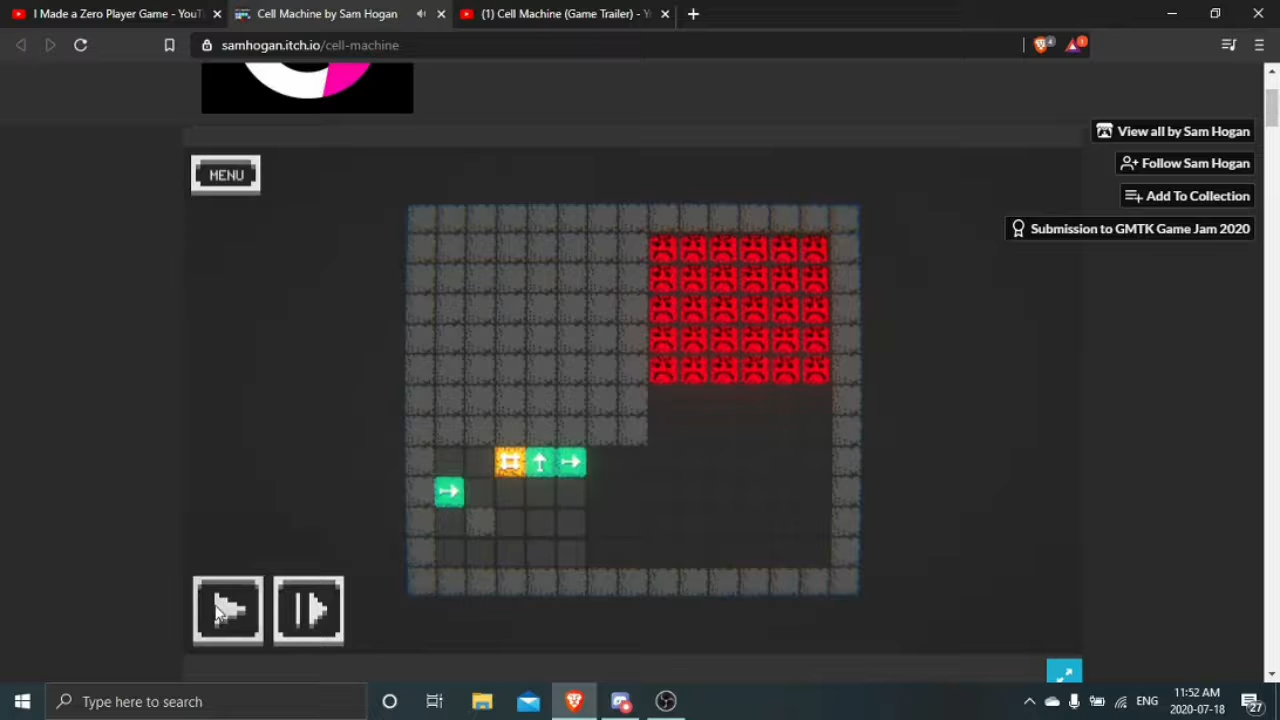 I Made a Zero Player Game - YouT
Cell Machine by Sam Hogan
(1) Cell Machine (Game Trailer) - Y
samhogan.itch.io/cell-machine
View all by Sam Hogan
Follow Sam Hogan
Add To Collection
Submission to GMTK Game Jam 2020
MENU
Type here to search
ENG
11:52 AM
2020-07-18
27